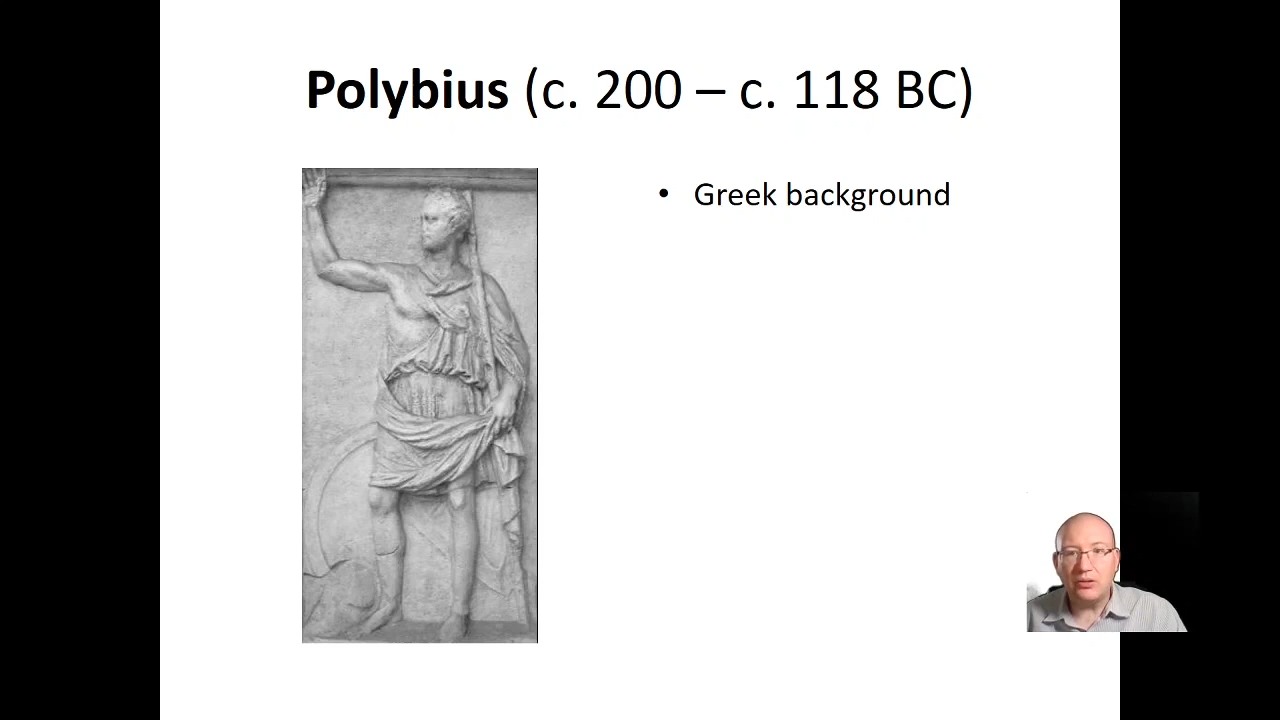 Polybius (c. 200 – c. 118 BC)
• Greek background